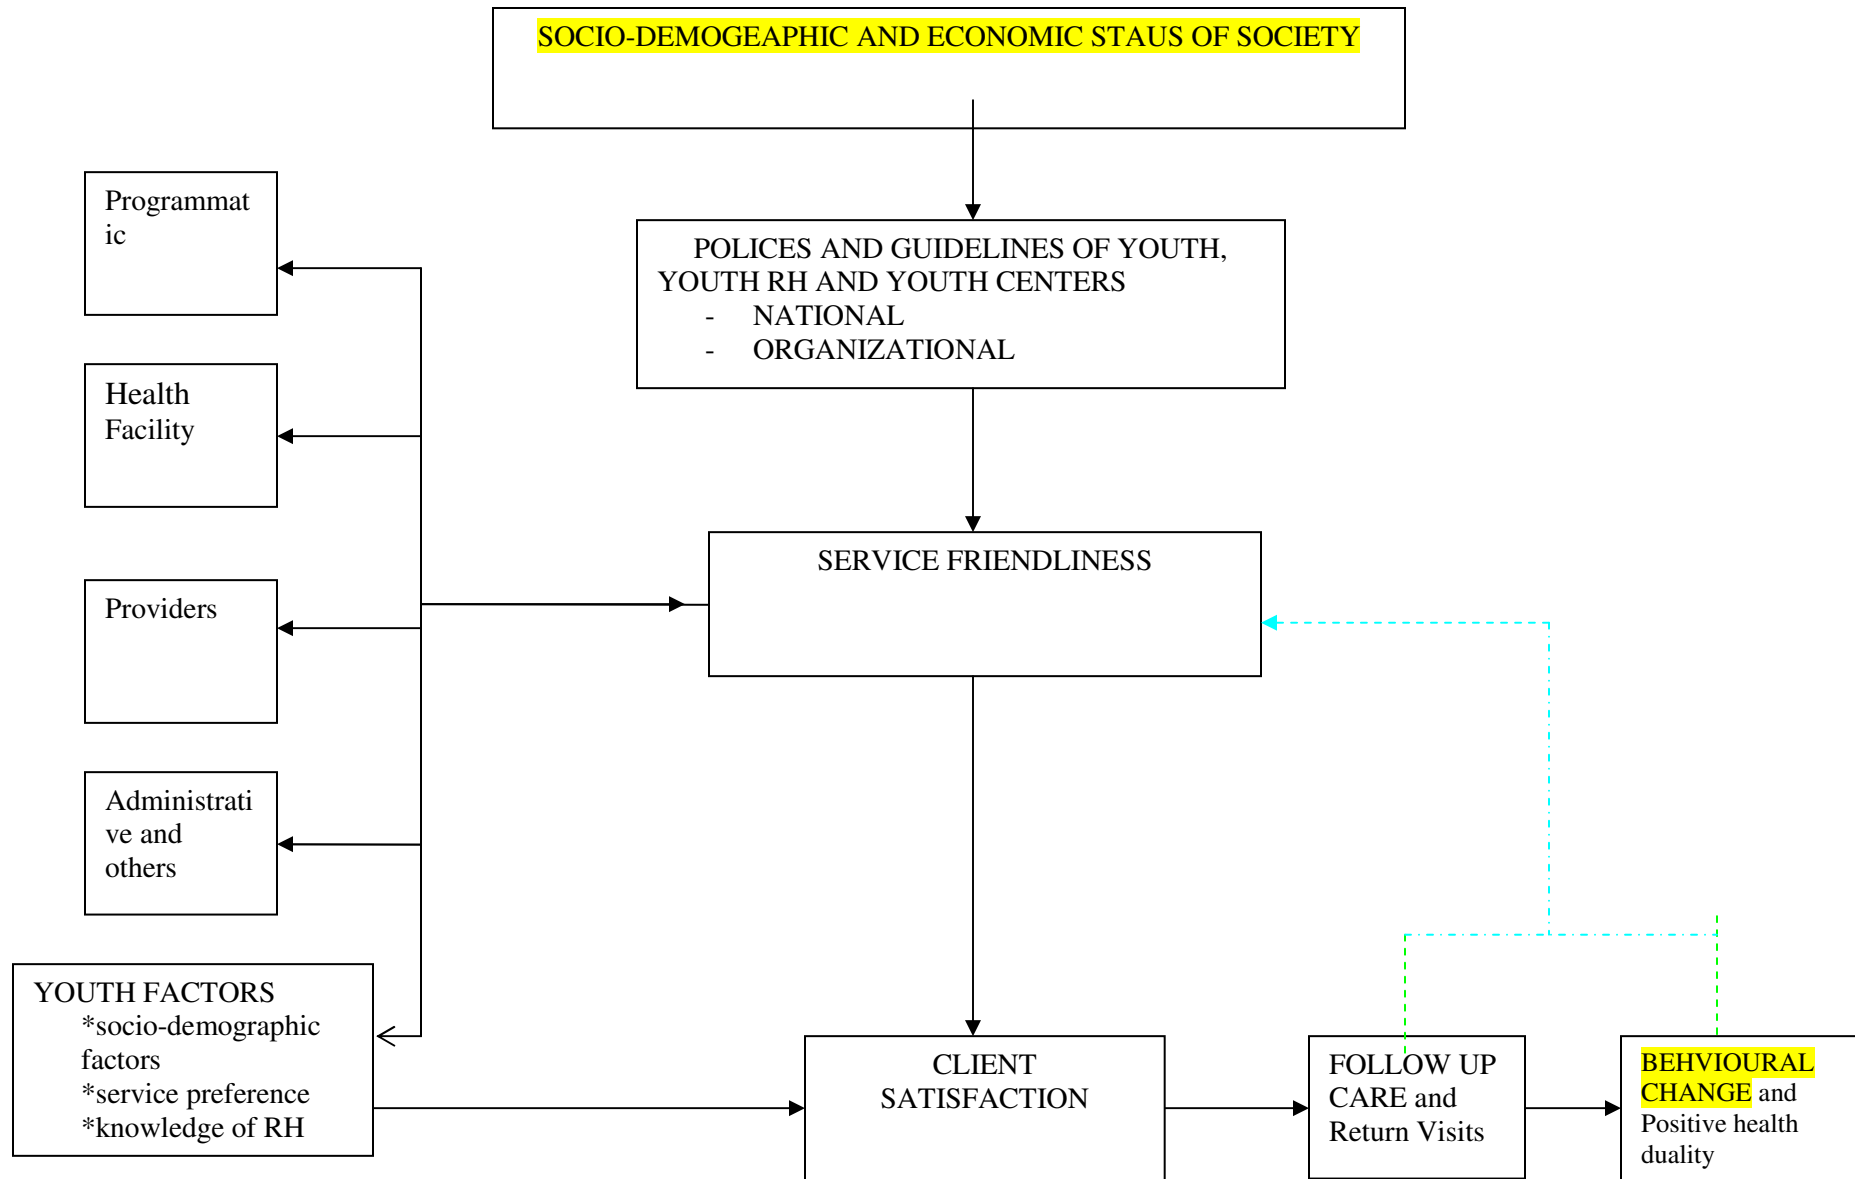 SOCIO-DEMOGEAPHIC AND ECONOMIC STAUS OF SOCIETY
Programmat
ic
POLICES AND GUIDELINES OF YOUTH,
YOUTH RH AND YOUTH CENTERS
- NATIONAL
- ORGANIZATIONAL
Health
Facility
SERVICE FRIENDLINESS
Providers
Administrati
ve and
others
YOUTH FACTORS
*socio-demographic
factors
*service preference
*knowledge of RH
CLIENT
SATISFACTION
FOLLOW UP
CARE and
Return Visits
BEHVIOURAL
CHANGE and
Positive health
duality